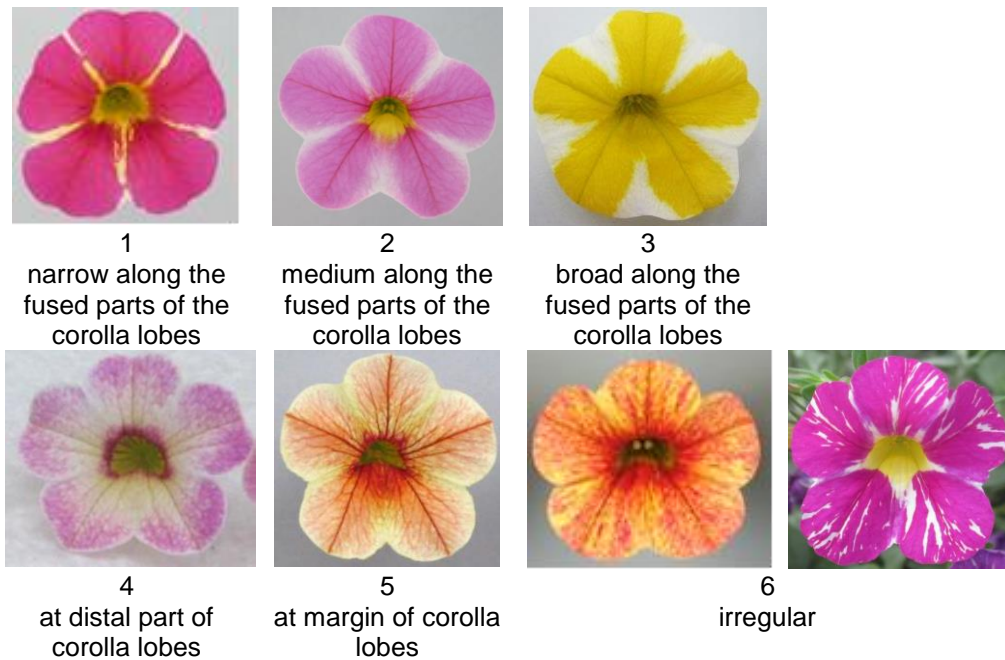 1
narrow along the
fused parts of the
corolla lobes
2
medium along the
fused parts of the
corolla lobes
3
broad along the
fused parts of the
corolla lobes
4
at distal part of
corolla lobes
5
at margin of corolla
lobes
6
irregular